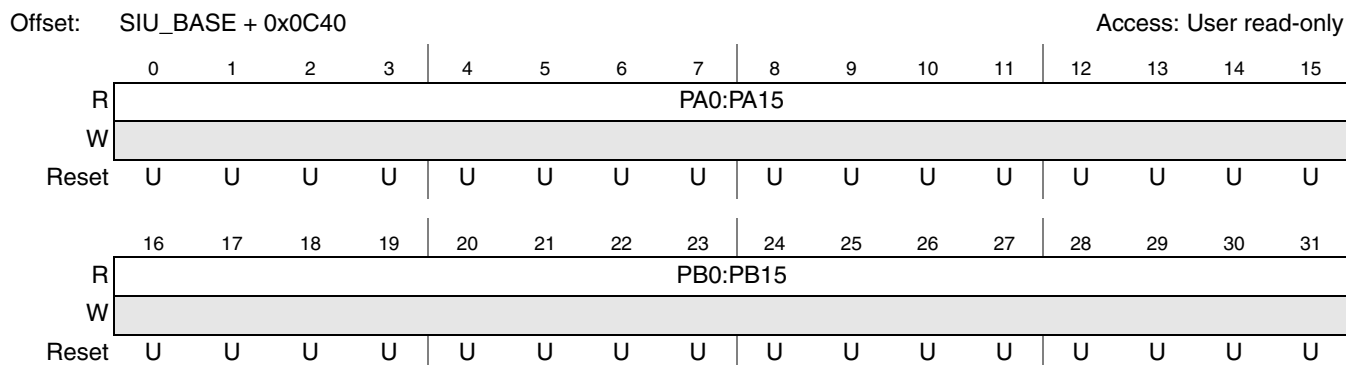 Offset: SIU_BASE + 0x0C40 Access: User read-only
0 1 2 3 4 5 6 7 8 9 10 11 12 13 14 15
R PA0:PA15
W
Reset U U U U U U U U U U U U U U U U
16 17 18 19 20 21 22 23 24 25 26 27 28 29 30 31
R PB0:PB15
W
Reset U U U U U U U U U U U U U U U U